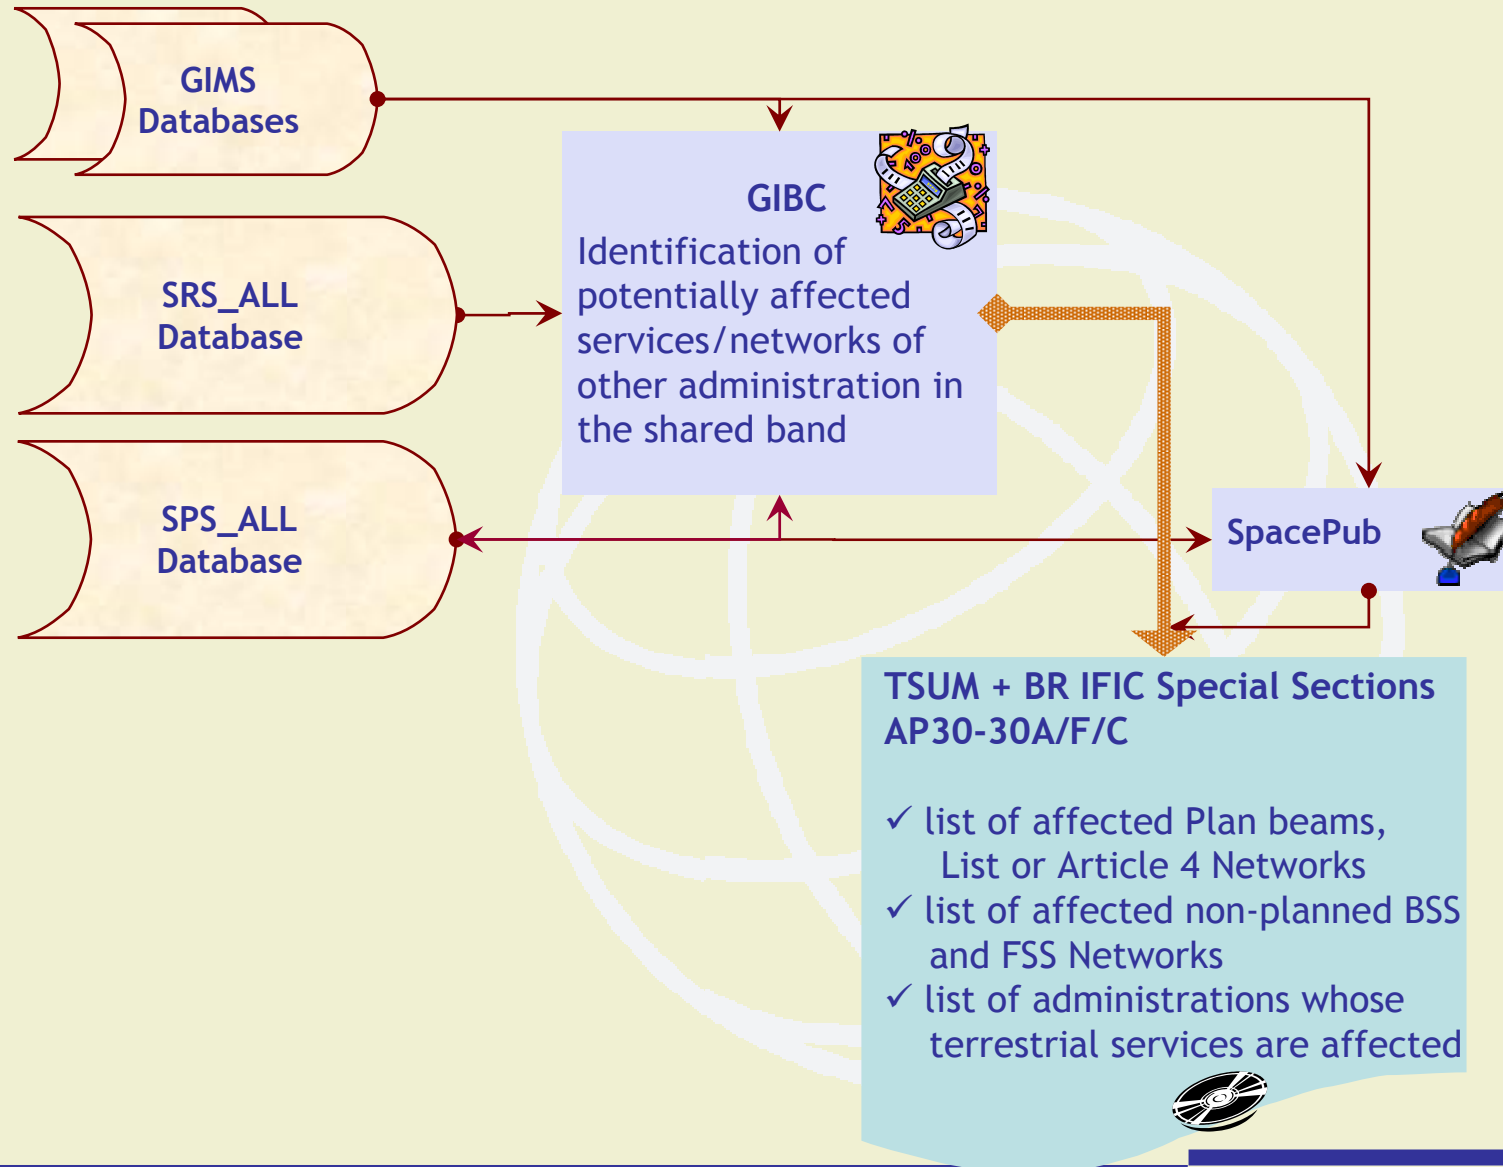 GIMS
Databases
GIBC
Identification of
potentially affected
services/networks of
other administration in
the shared band
SRS_ALL
Database
SPS_ALL
Database
SpacePub
TSUM + BR IFIC Special Sections
AP30-30A/F/C
✓ list of affected Plan beams,
List or Article 4 Networks
✓ list of affected non-planned BSS
and FSS Networks
✓ list of administrations whose
terrestrial services are affected